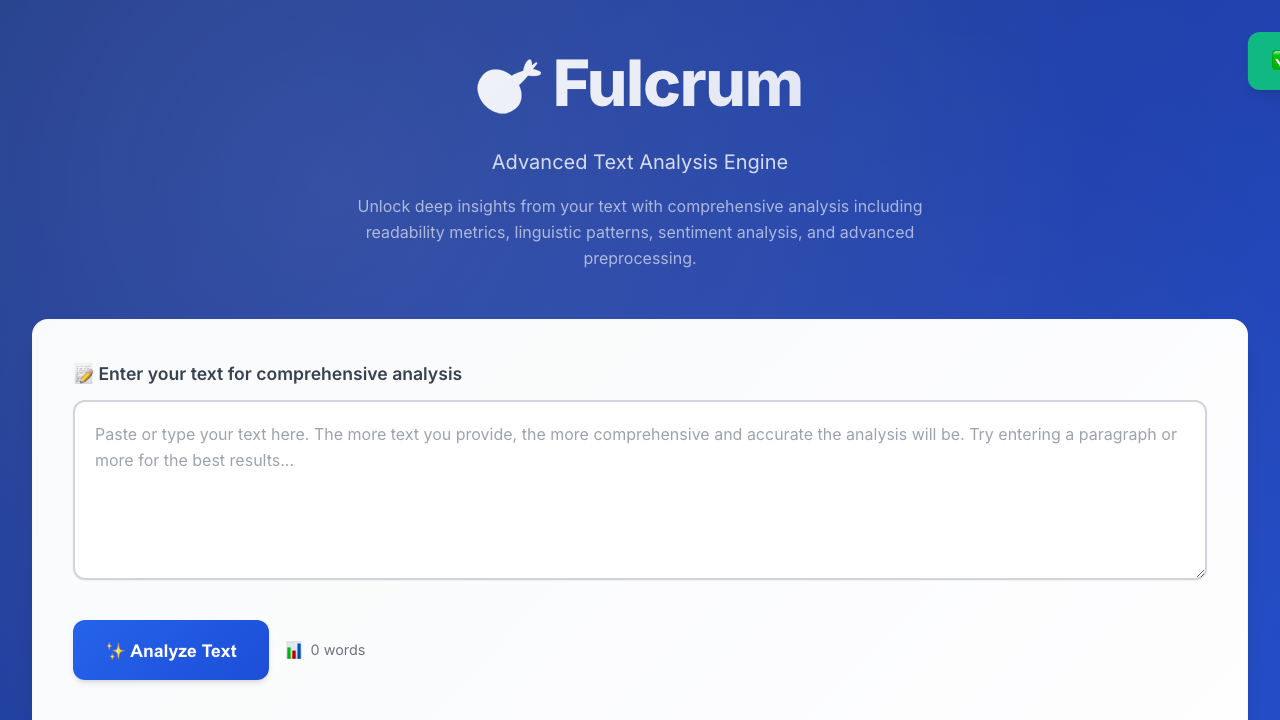 Fulcrum
Advanced Text Analysis Engine
Unlock deep insights from your text with comprehensive analysis including
readability metrics, linguistic patterns, sentiment analysis, and advanced
preprocessing.
📝 Enter your text for comprehensive analysis
Paste or type your text here. The more text you provide, the more comprehensive and accurate the analysis will be. Try entering a paragraph or
more for the best results...
✨ Analyze Text
📊 0 words